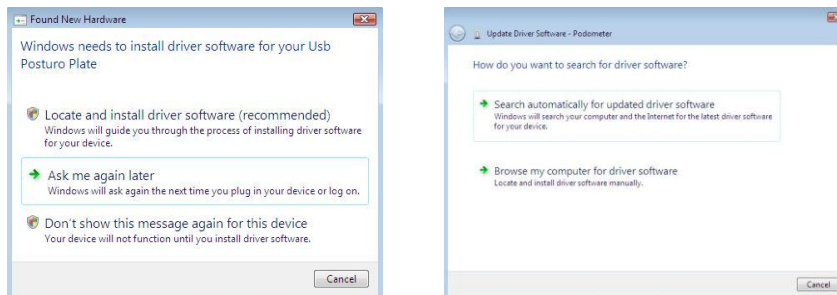 Found New Hardware
Windows needs to install driver software for your Usb
Posturo Plate
Locate and install driver software (recommended)
Windows will guide you through the process of installing driver software
for your device.
Ask me again later
Windows will ask again the next time you plug in your device or log on.
Don't show this message again for this device
Your device will not function until you install driver software.
Cancel
Update Driver Software - Podometer
How do you want to search for driver software?
Search automatically for updated driver software
Windows will search your computer and the Internet for the latest driver software
for your device.
Browse my computer for driver software
Locate and install driver software manually.
Cancel